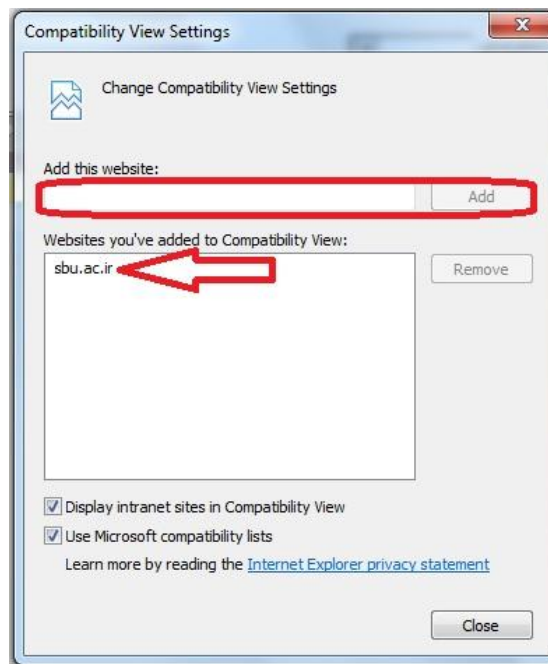 Compatibility View Settings
Change Compatibility View Settings
Add this website:
Add
Websites you've added to Compatibility View:
sbu.ac.ir
Remove
Display intranet sites in Compatibility View
Use Microsoft compatibility lists
Learn more by reading the Internet Explorer privacy statement
Close